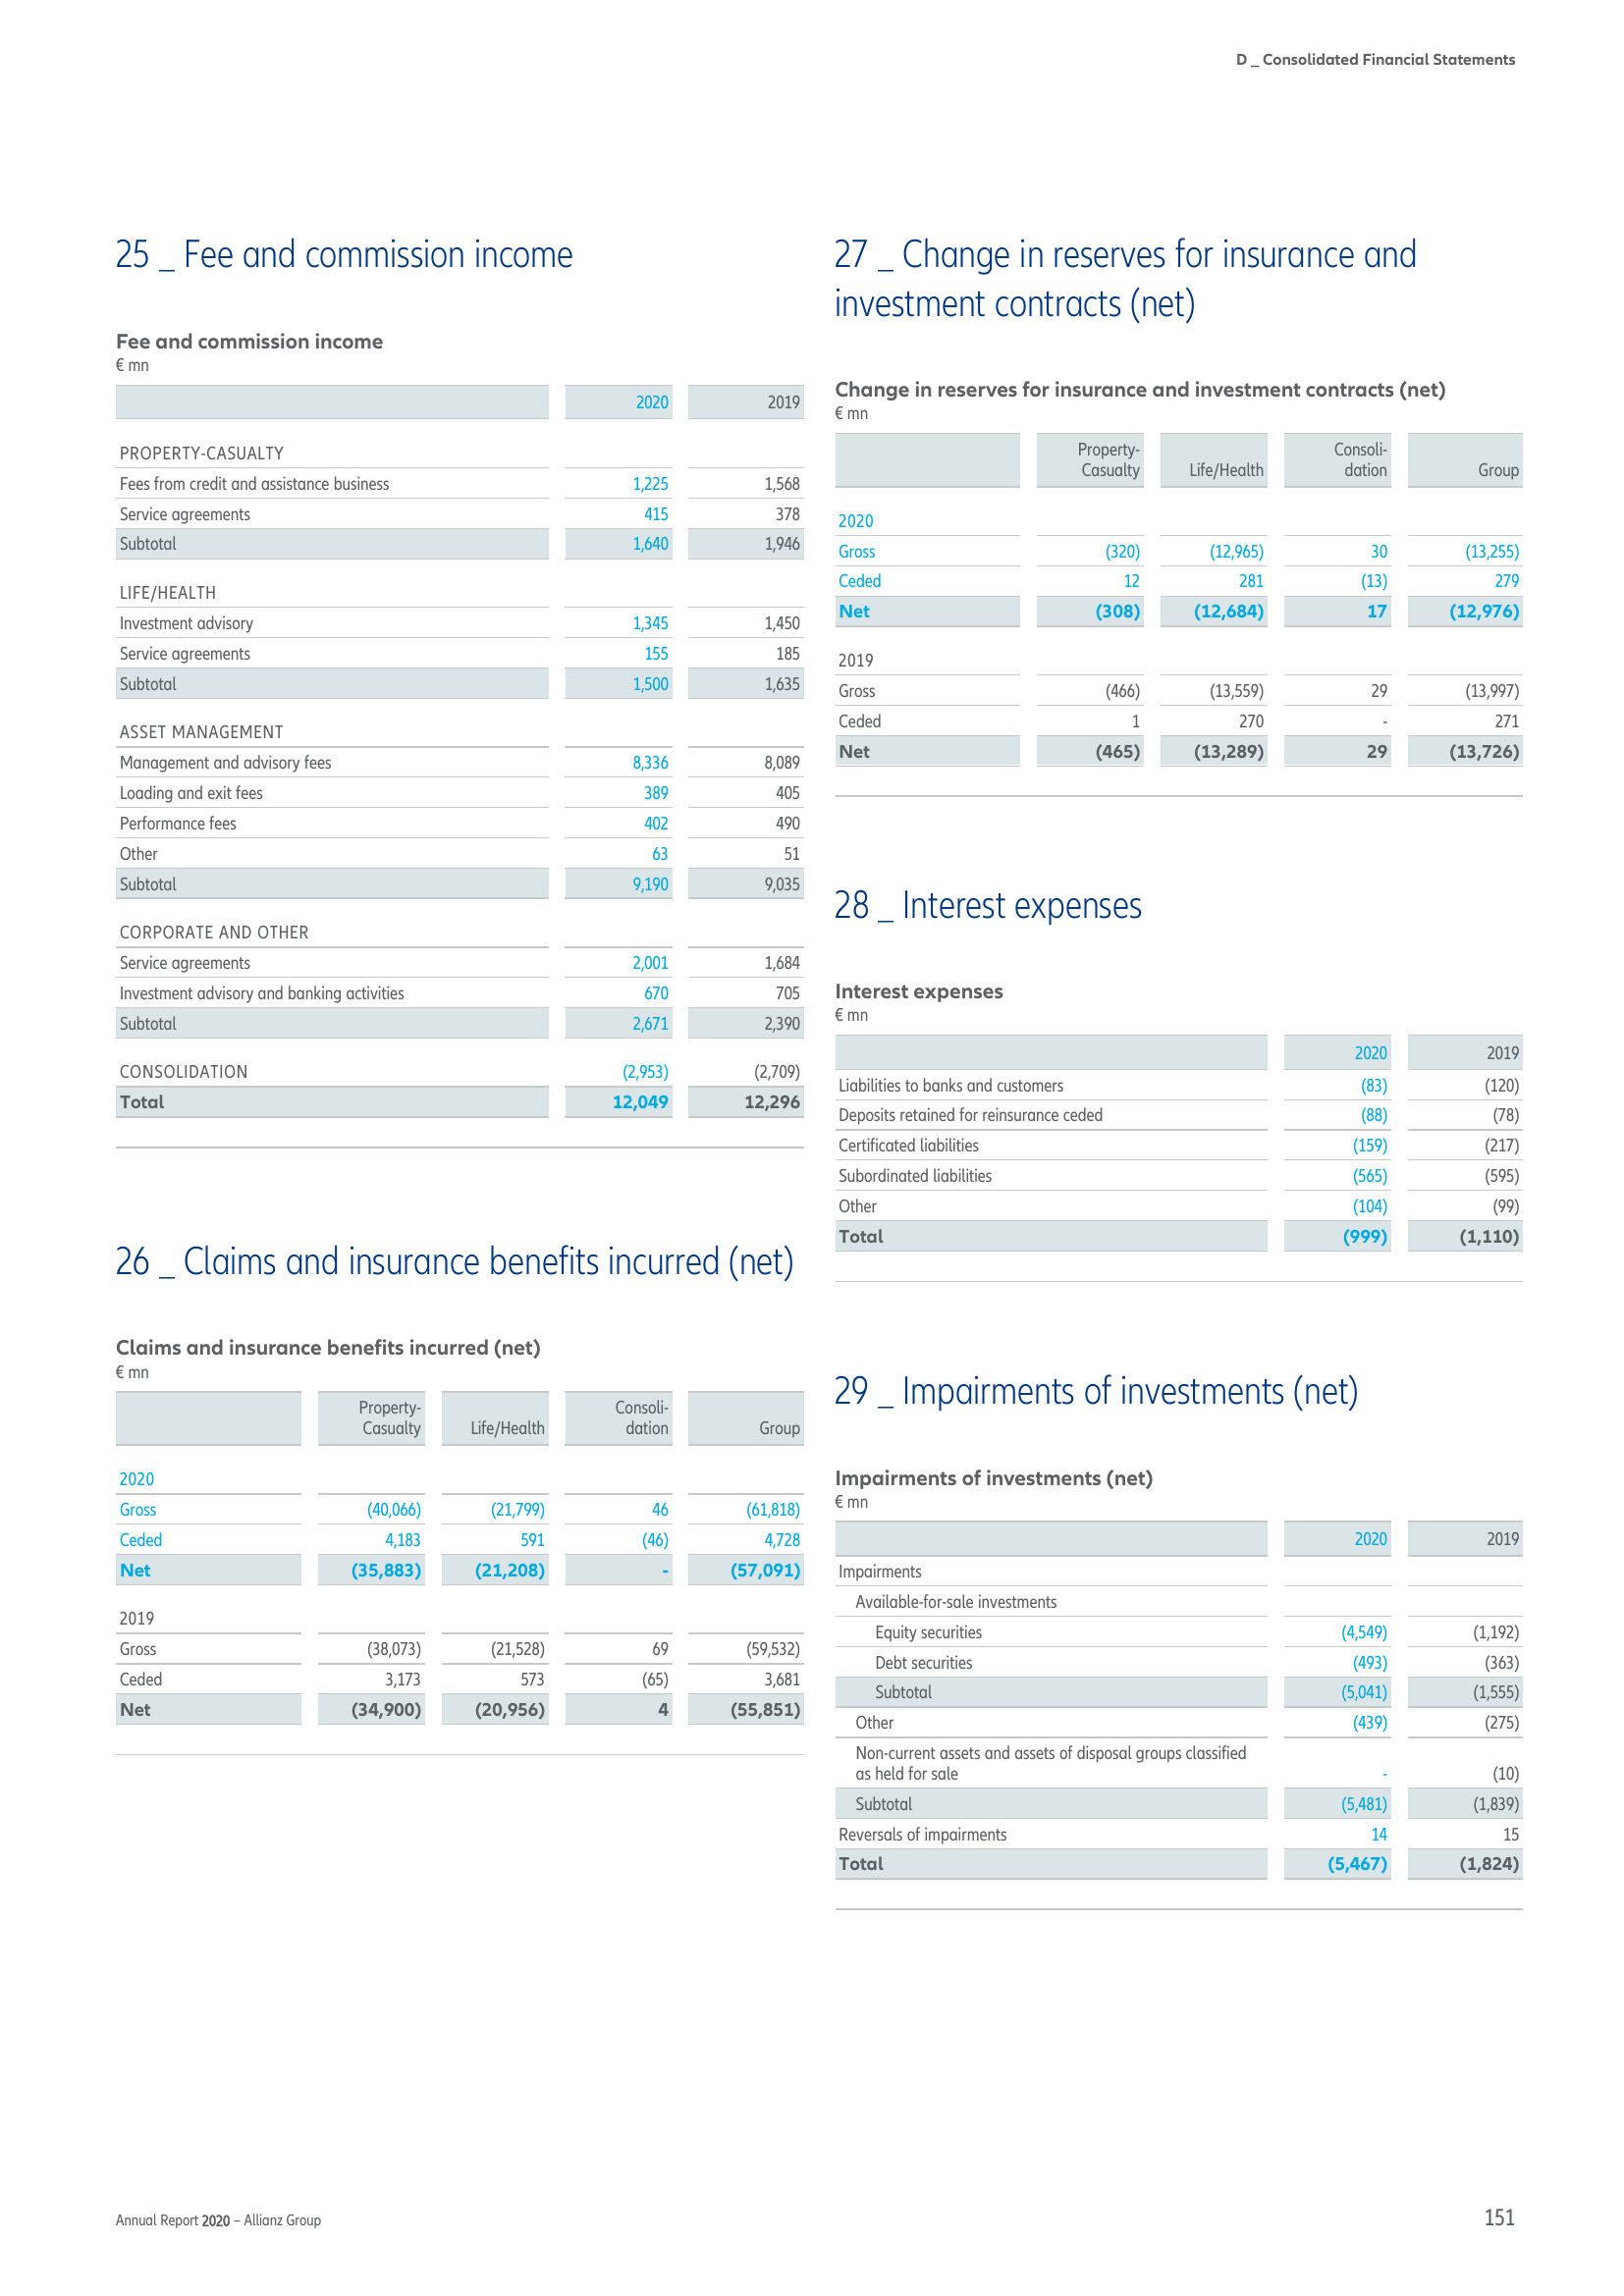 D _ Consolidated Financial Statements
25 _ Fee and commission income
Fee and commission income
€ mn
2020 2019
PROPERTY-CASUALTY
Fees from credit and assistance business 1,225 1,568
Service agreements 415 378
Subtotal 1,640 1,946
LIFE/HEALTH
Investment advisory 1,345 1,450
Service agreements 155 185
Subtotal 1,500 1,635
ASSET MANAGEMENT
Management and advisory fees 8,336 8,089
Loading and exit fees 389 405
Performance fees 402 490
Other 63 51
Subtotal 9,190 9,035
CORPORATE AND OTHER
Service agreements 2,001 1,684
Investment advisory and banking activities 670 705
Subtotal 2,671 2,390
CONSOLIDATION (2,953) (2,709)
Total 12,049 12,296
26 _ Claims and insurance benefits incurred (net)
Claims and insurance benefits incurred (net)
€ mn
Property- Consoli-
Casualty Life/Health dation Group
2020
Gross (40,066) (21,799) 46 (61,818)
Ceded 4,183 591 (46) 4,728
Net (35,883) (21,208) - (57,091)
2019
Gross (38,073) (21,528) 69 (59,532)
Ceded 3,173 573 (65) 3,681
Net (34,900) (20,956) 4 (55,851)
27 _ Change in reserves for insurance and
investment contracts (net)
Change in reserves for insurance and investment contracts (net)
€ mn
Property- Consoli-
Casualty Life/Health dation Group
2020
Gross (320) (12,965) 30 (13,255)
Ceded 12 281 (13) 279
Net (308) (12,684) 17 (12,976)
2019
Gross (466) (13,559) 29 (13,997)
Ceded 1 270 - 271
Net (465) (13,289) 29 (13,726)
28 _ Interest expenses
Interest expenses
€ mn
2020 2019
Liabilities to banks and customers (83) (120)
Deposits retained for reinsurance ceded (88) (78)
Certificated liabilities (159) (217)
Subordinated liabilities (565) (595)
Other (104) (99)
Total (999) (1,110)
29 _ Impairments of investments (net)
Impairments of investments (net)
€ mn
2020 2019
Impairments
Available-for-sale investments
Equity securities (4,549) (1,192)
Debt securities (493) (363)
Subtotal (5,041) (1,555)
Other (439) (275)
Non-current assets and assets of disposal groups classified
as held for sale - (10)
Subtotal (5,481) (1,839)
Reversals of impairments 14 15
Total (5,467) (1,824)
Annual Report 2020 – Allianz Group
151